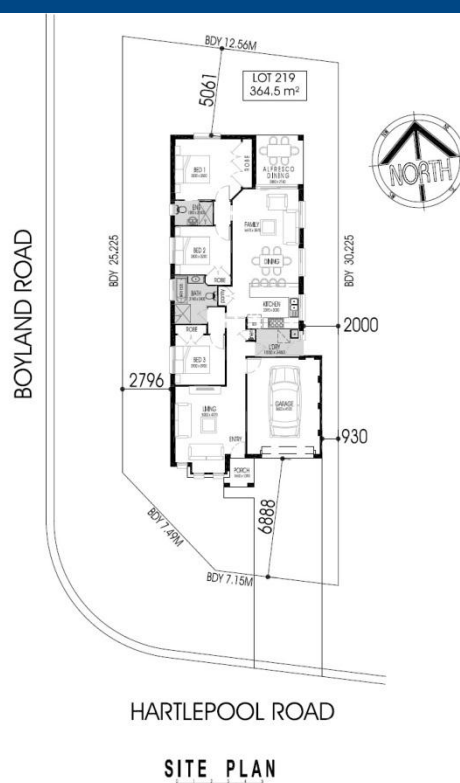 BDY 12.56M
LOT 219
364.5 m²
5061
NORTH
BED 1
ROBE
ALFRESCO
DINING
ENS
FAMILY
BOYLAND ROAD
BDY 25.225
BDY 30.225
BED 2
DINING
ROBE
BATH
KITCHEN
ROBE
2000
L'DRY
BED 3
2796
GARAGE
LIVING
930
ENTRY
PORCH
6888
BDY 7.49M
BDY 7.15M
HARTLEPOOL ROAD
SITE PLAN